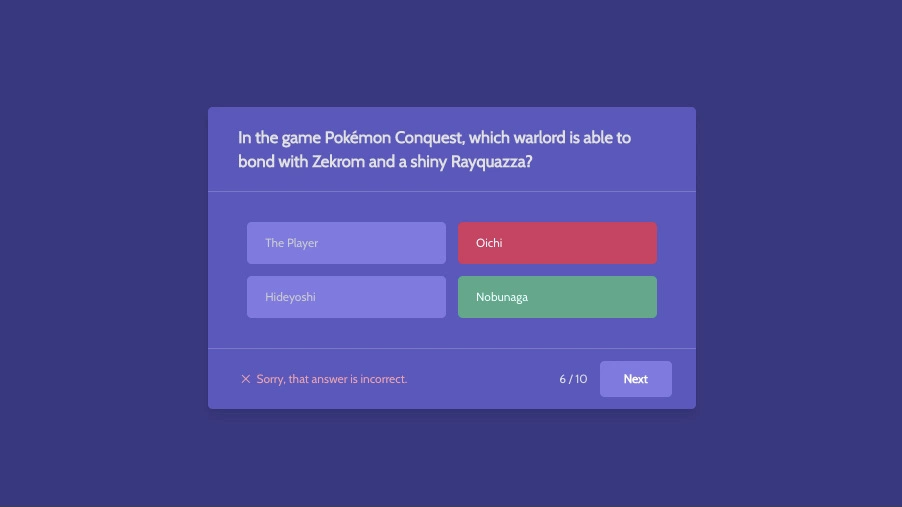 In the game Pokémon Conquest, which warlord is able to
bond with Zekrom and a shiny Rayquazza?
The Player
Oichi
Hideyoshi
Nobunaga
× Sorry, that answer is incorrect.
6 / 10
Next